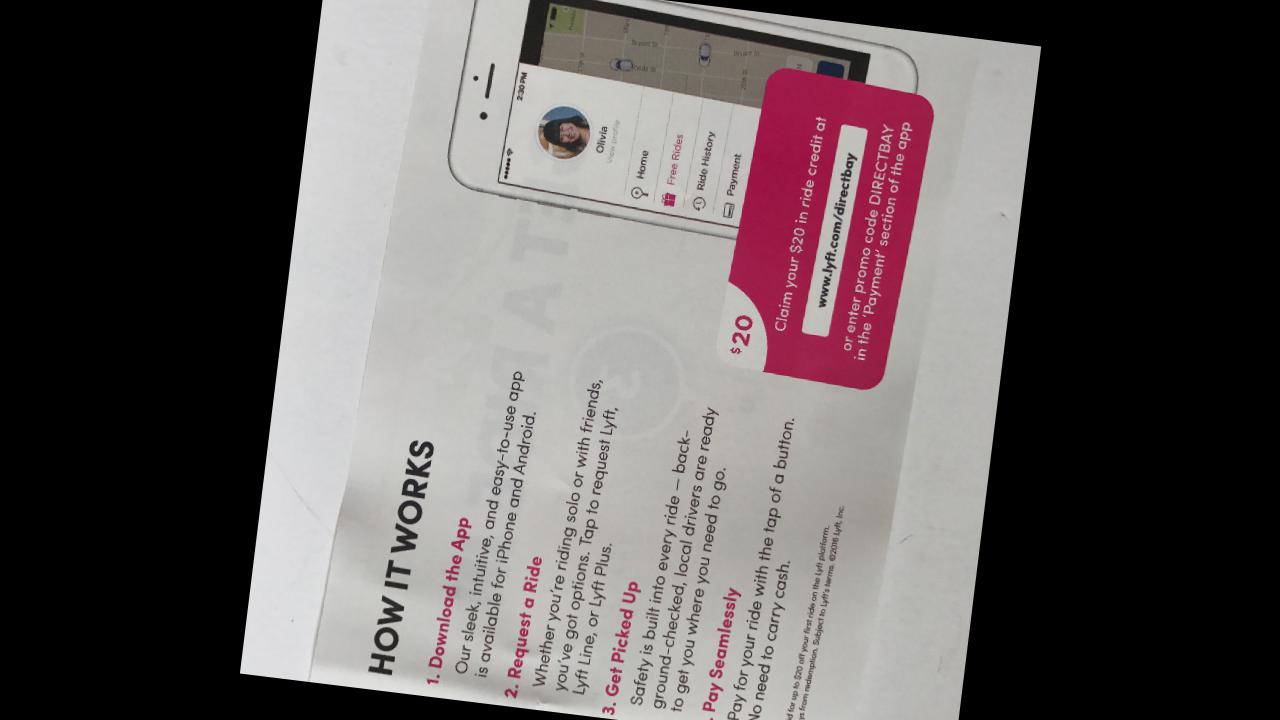 HOW IT WORKS
1. Download the App
Our sleek, intuitive, and easy-to-use app
is available for iPhone and Android.
2. Request a Ride
Whether you're riding solo or with friends,
you've got options. Tap to request Lyft,
Lyft Line, or Lyft Plus.
3. Get Picked Up
Safety is built into every ride – back-
ground-checked, local drivers are ready
to get you where you need to go.
. Pay Seamlessly
Pay for your ride with the tap of a button.
No need to carry cash.
for up to $20 off your first ride on the Lyft platform.
from redemption. Subject to Lyft's terms. ©2016 Lyft, Inc.
2:30 PM
Olivia
View profile
Home
Free Rides
Ride History
Payment
Bryant St
Bryant St
$20
Claim your $20 in ride credit at
www.lyft.com/directbay
or enter promo code DIRECTBAY
in the 'Payment' section of the app